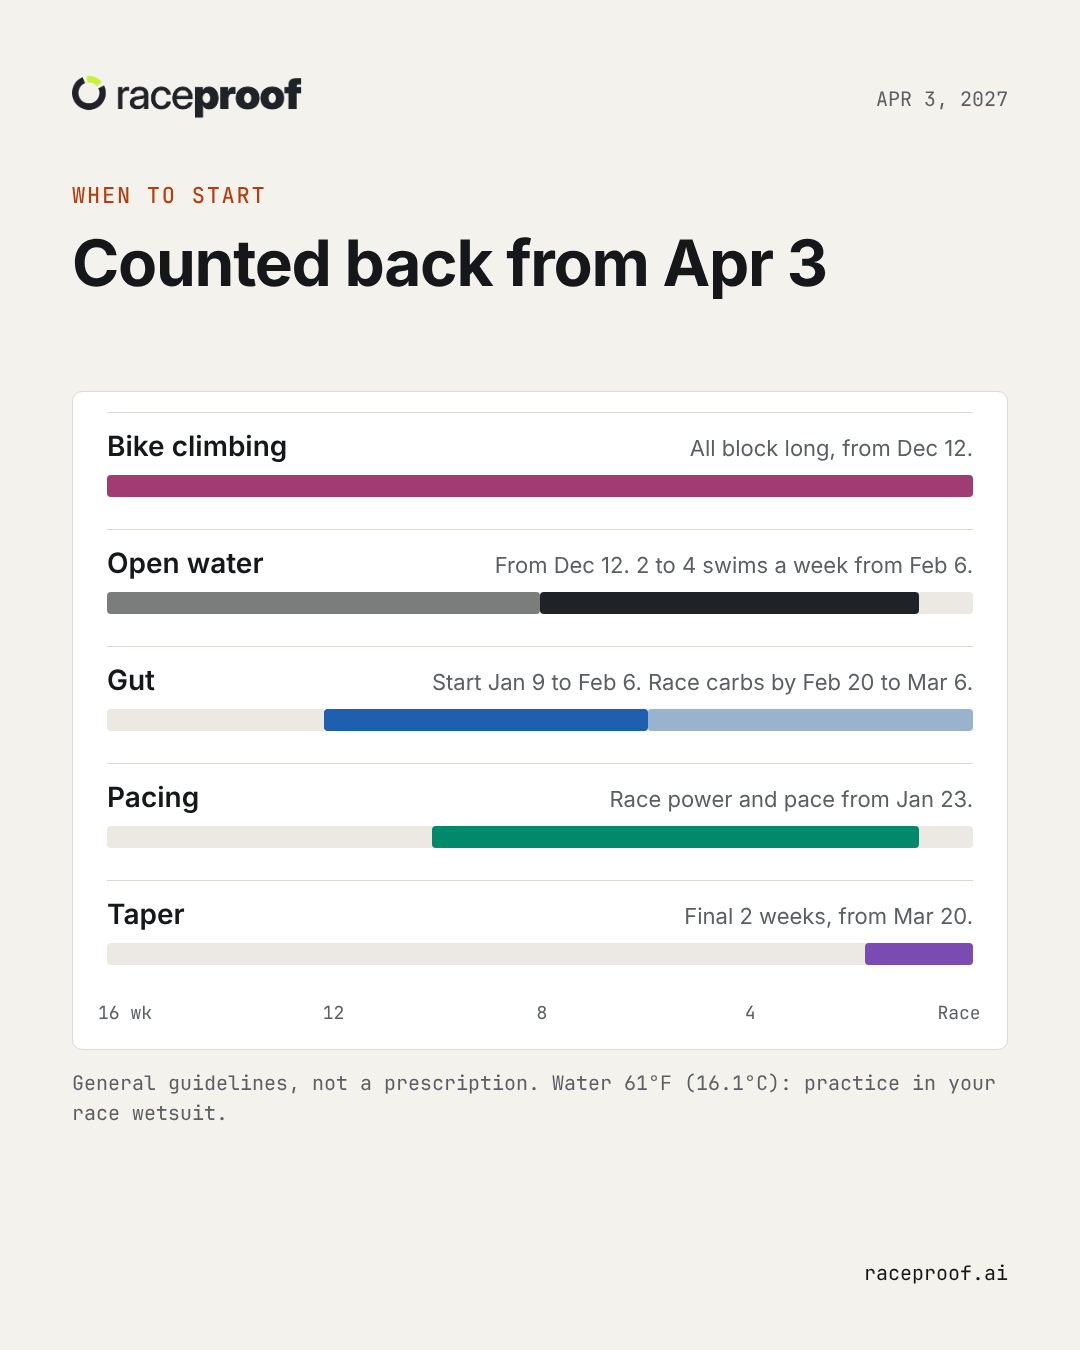 raceproof
APR 3, 2027
WHEN TO START
Counted back from Apr 3
Bike climbing
All block long, from Dec 12.
Open water
From Dec 12. 2 to 4 swims a week from Feb 6.
Gut
Start Jan 9 to Feb 6. Race carbs by Feb 20 to Mar 6.
Pacing
Race power and pace from Jan 23.
Taper
Final 2 weeks, from Mar 20.
16 wk
12
8
4
Race
General guidelines, not a prescription. Water 61°F (16.1°C): practice in your
race wetsuit.
raceproof.ai